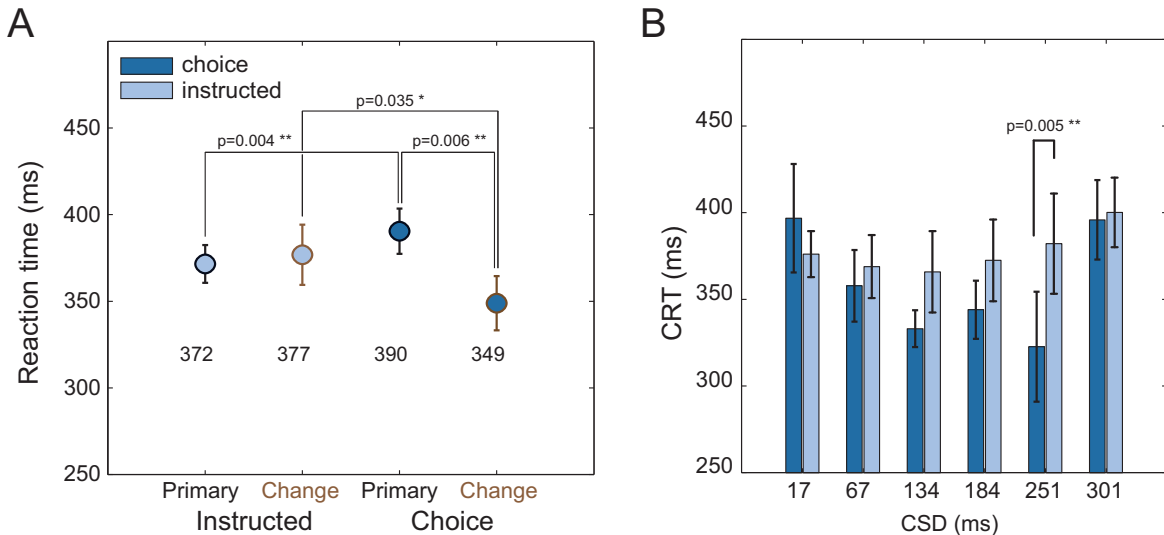 A
choice
instructed
p=0.035 *
p=0.004 **
p=0.006 **
Reaction time (ms)
450
400
350
300
250
372
377
390
349
Primary
Change
Primary
Change
Instructed
Choice
B
p=0.005 **
CRT (ms)
450
400
350
300
250
17
67
134
184
251
301
CSD (ms)